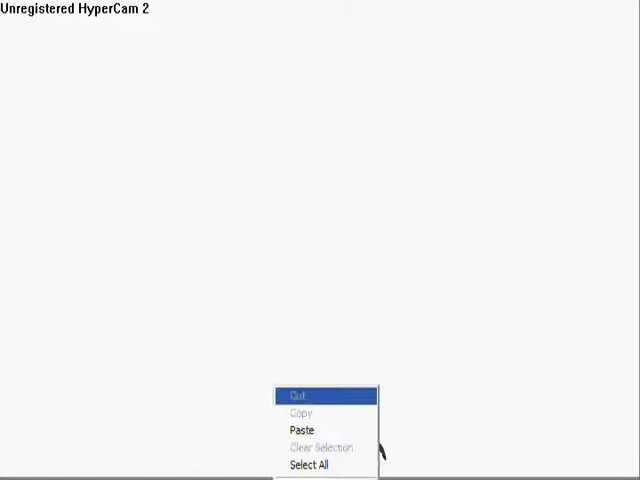 Unregistered HyperCam 2
Cut
Copy
Paste
Clear Selection
Select All